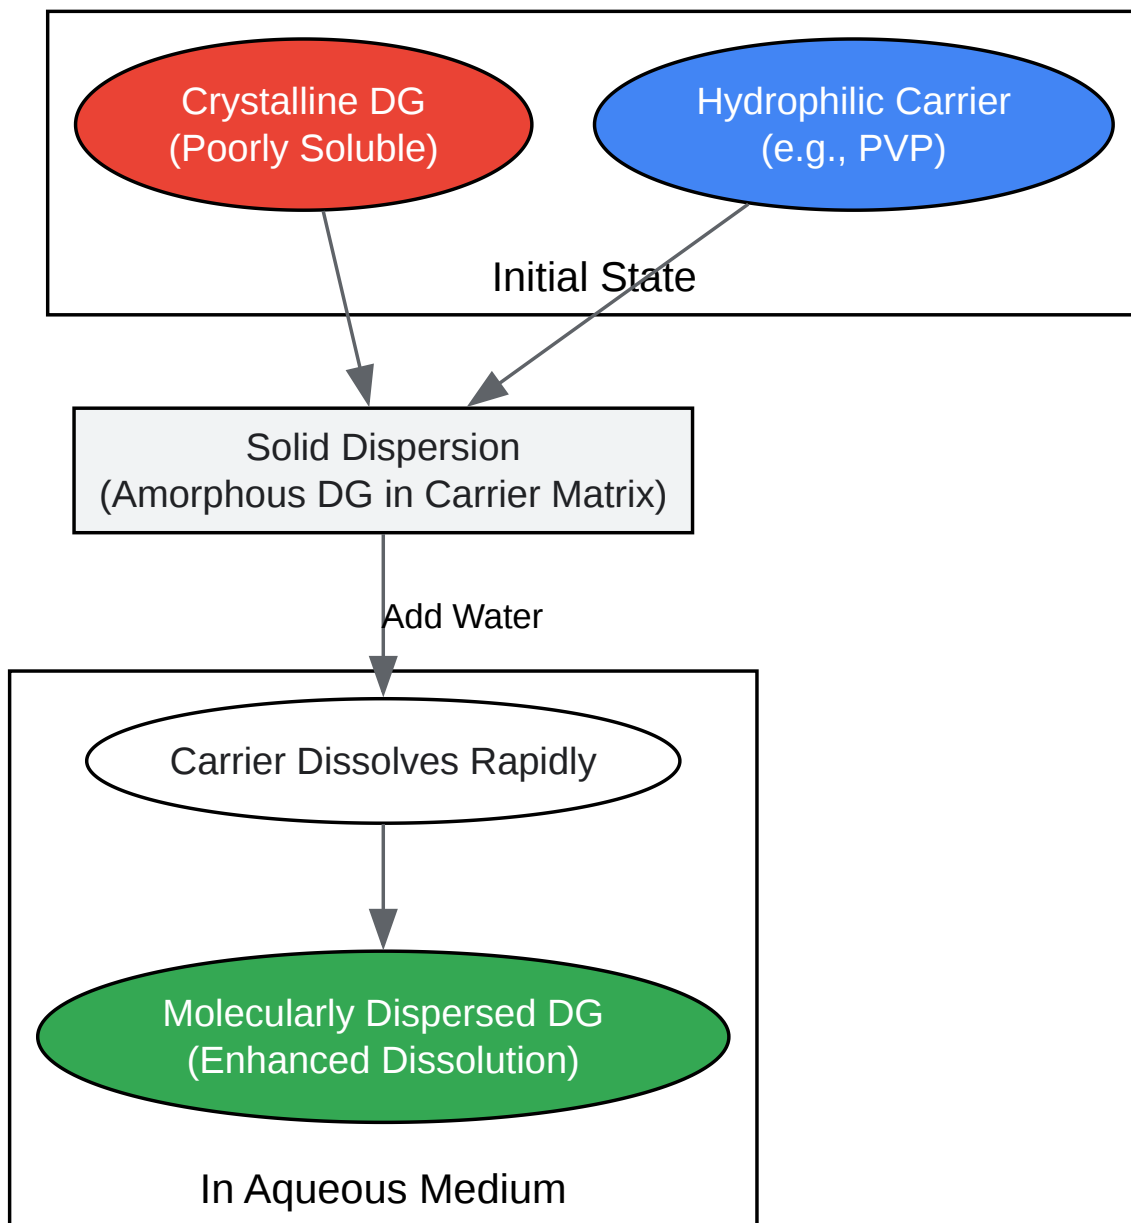 Crystalline DG
(Poorly Soluble)
Hydrophilic Carrier
(e.g., PVP)
Initial State
Solid Dispersion
(Amorphous DG in Carrier Matrix)
Add Water
Carrier Dissolves Rapidly
Molecularly Dispersed DG
(Enhanced Dissolution)
In Aqueous Medium